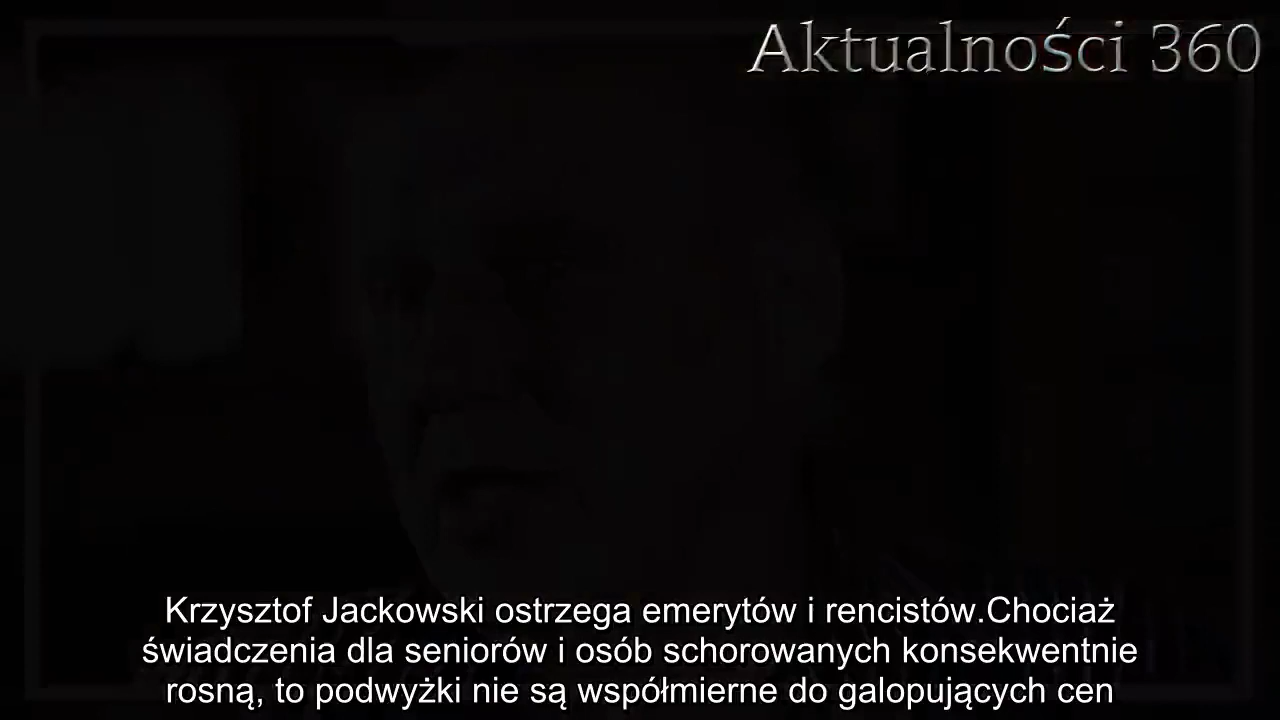 Aktualności 360
Krzysztof Jackowski ostrzega emerytów i rencistów.Chociaż
świadczenia dla seniorów i osób schorowanych konsekwentnie
rosną, to podwyżki nie są współmierne do galopujących cen